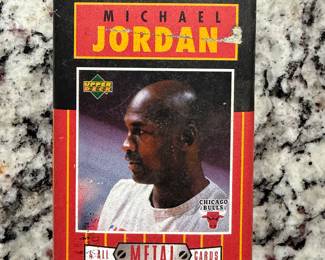 MICHAEL
JORDAN
UPPER DECK
CHICAGO
BULLS
ALL METAL CARDS